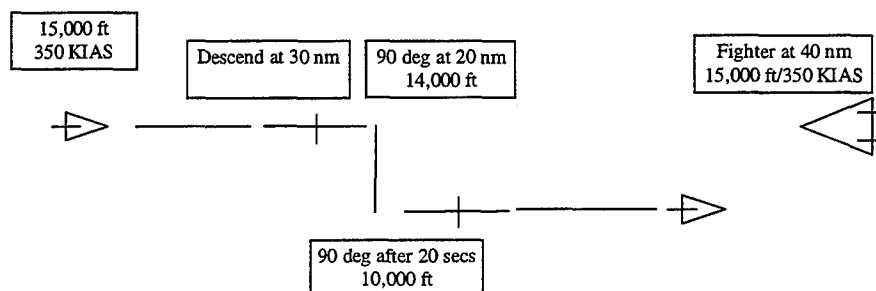 15,000 ft
350 KIAS
Descend at 30 nm
90 deg at 20 nm
14,000 ft
Fighter at 40 nm
15,000 ft/350 KIAS
90 deg after 20 secs
10,000 ft